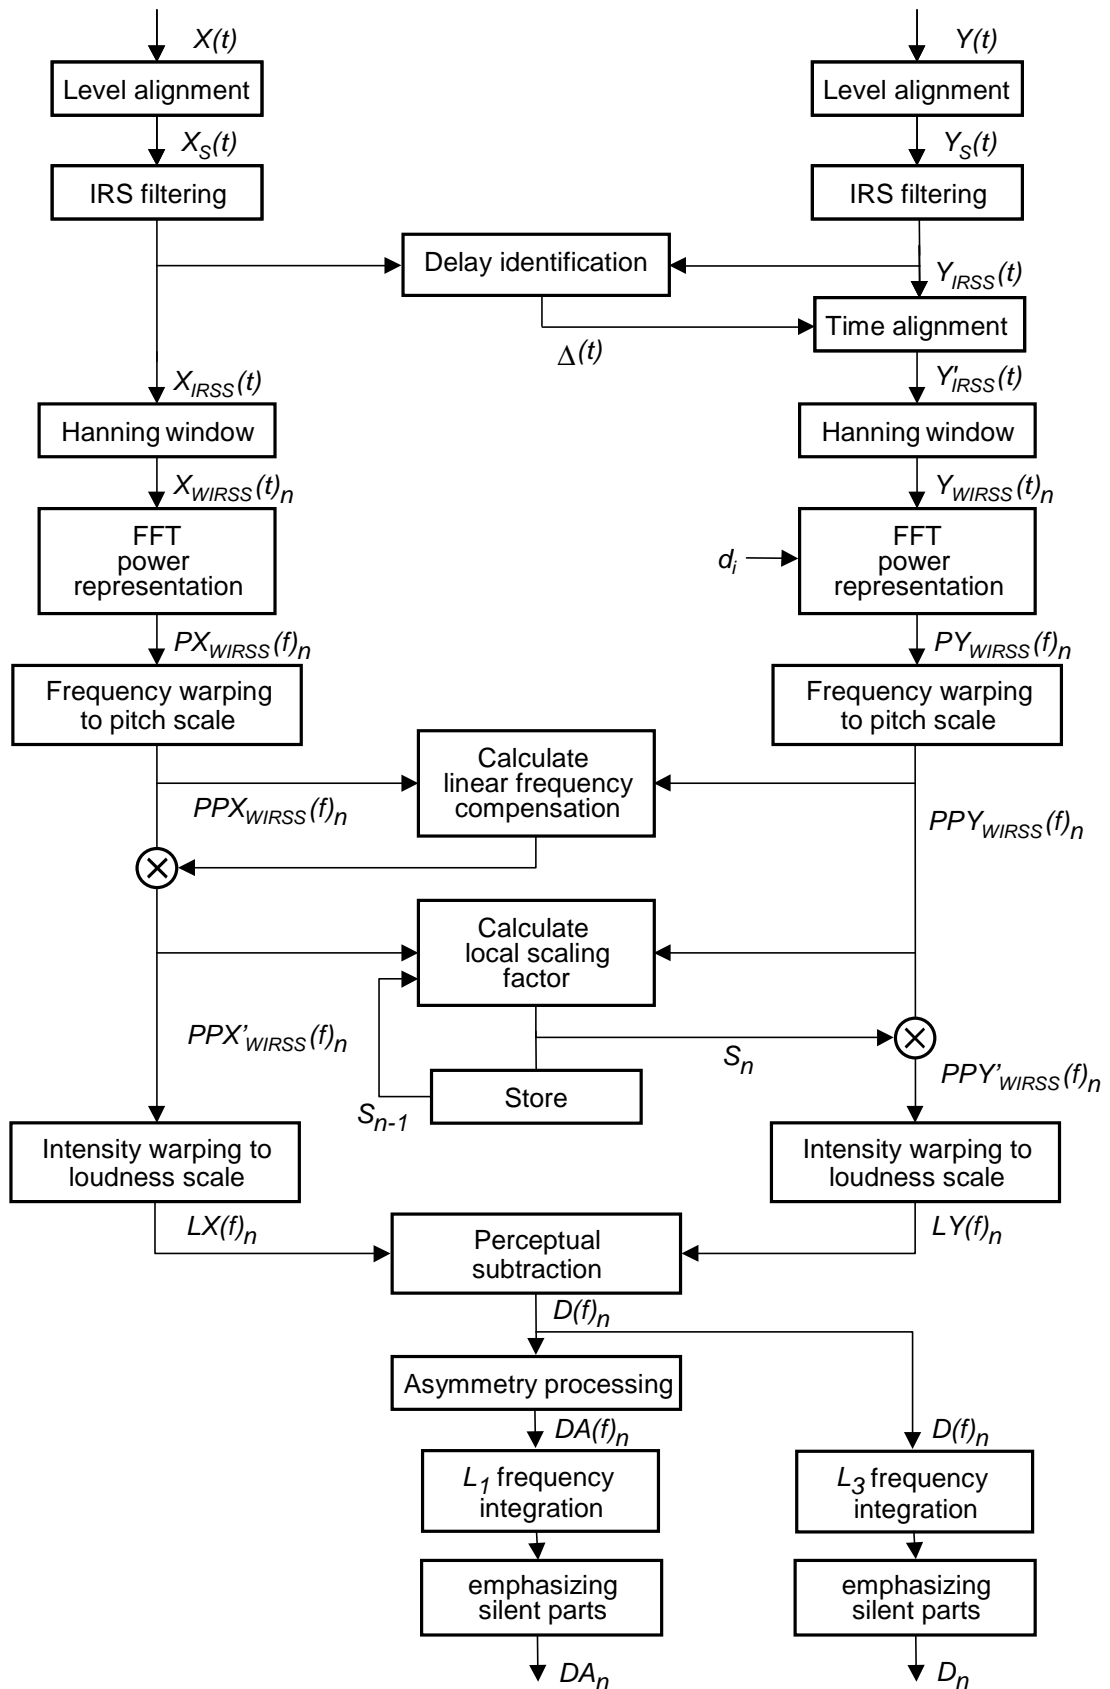 X(t)
Y(t)
Level alignment
Level alignment
X_S(t)
Y_S(t)
IRS filtering
IRS filtering
Delay identification
Y_IRSS(t)
Time alignment
Δ(t)
X_IRSS(t)
Y'_IRSS(t)
Hanning window
Hanning window
X_WIRSS(t)_n
Y_WIRSS(t)_n
FFT
power
representation
d_i
FFT
power
representation
PX_WIRSS(f)_n
PY_WIRSS(f)_n
Frequency warping
to pitch scale
Frequency warping
to pitch scale
Calculate
linear frequency
compensation
PPX_WIRSS(f)_n
PPY_WIRSS(f)_n
Calculate
local scaling
factor
PPX’_WIRSS(f)_n
S_n
PPY’_WIRSS(f)_n
Store
S_n-1
Intensity warping to
loudness scale
Intensity warping to
loudness scale
LX(f)_n
LY(f)_n
Perceptual
subtraction
D(f)_n
Asymmetry processing
DA(f)_n
D(f)_n
L_1 frequency
integration
L_3 frequency
integration
emphasizing
silent parts
emphasizing
silent parts
DA_n
D_n